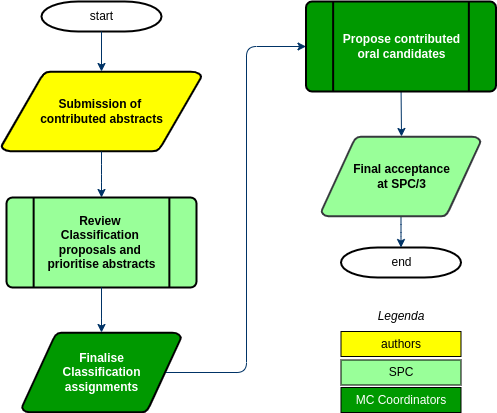 start
Submission of
contributed abstracts
Review
Classification
proposals and
prioritise abstracts
Finalise
Classification
assignments
Propose contributed
oral candidates
Final acceptance
at SPC/3
end
Legenda
authors
SPC
MC Coordinators